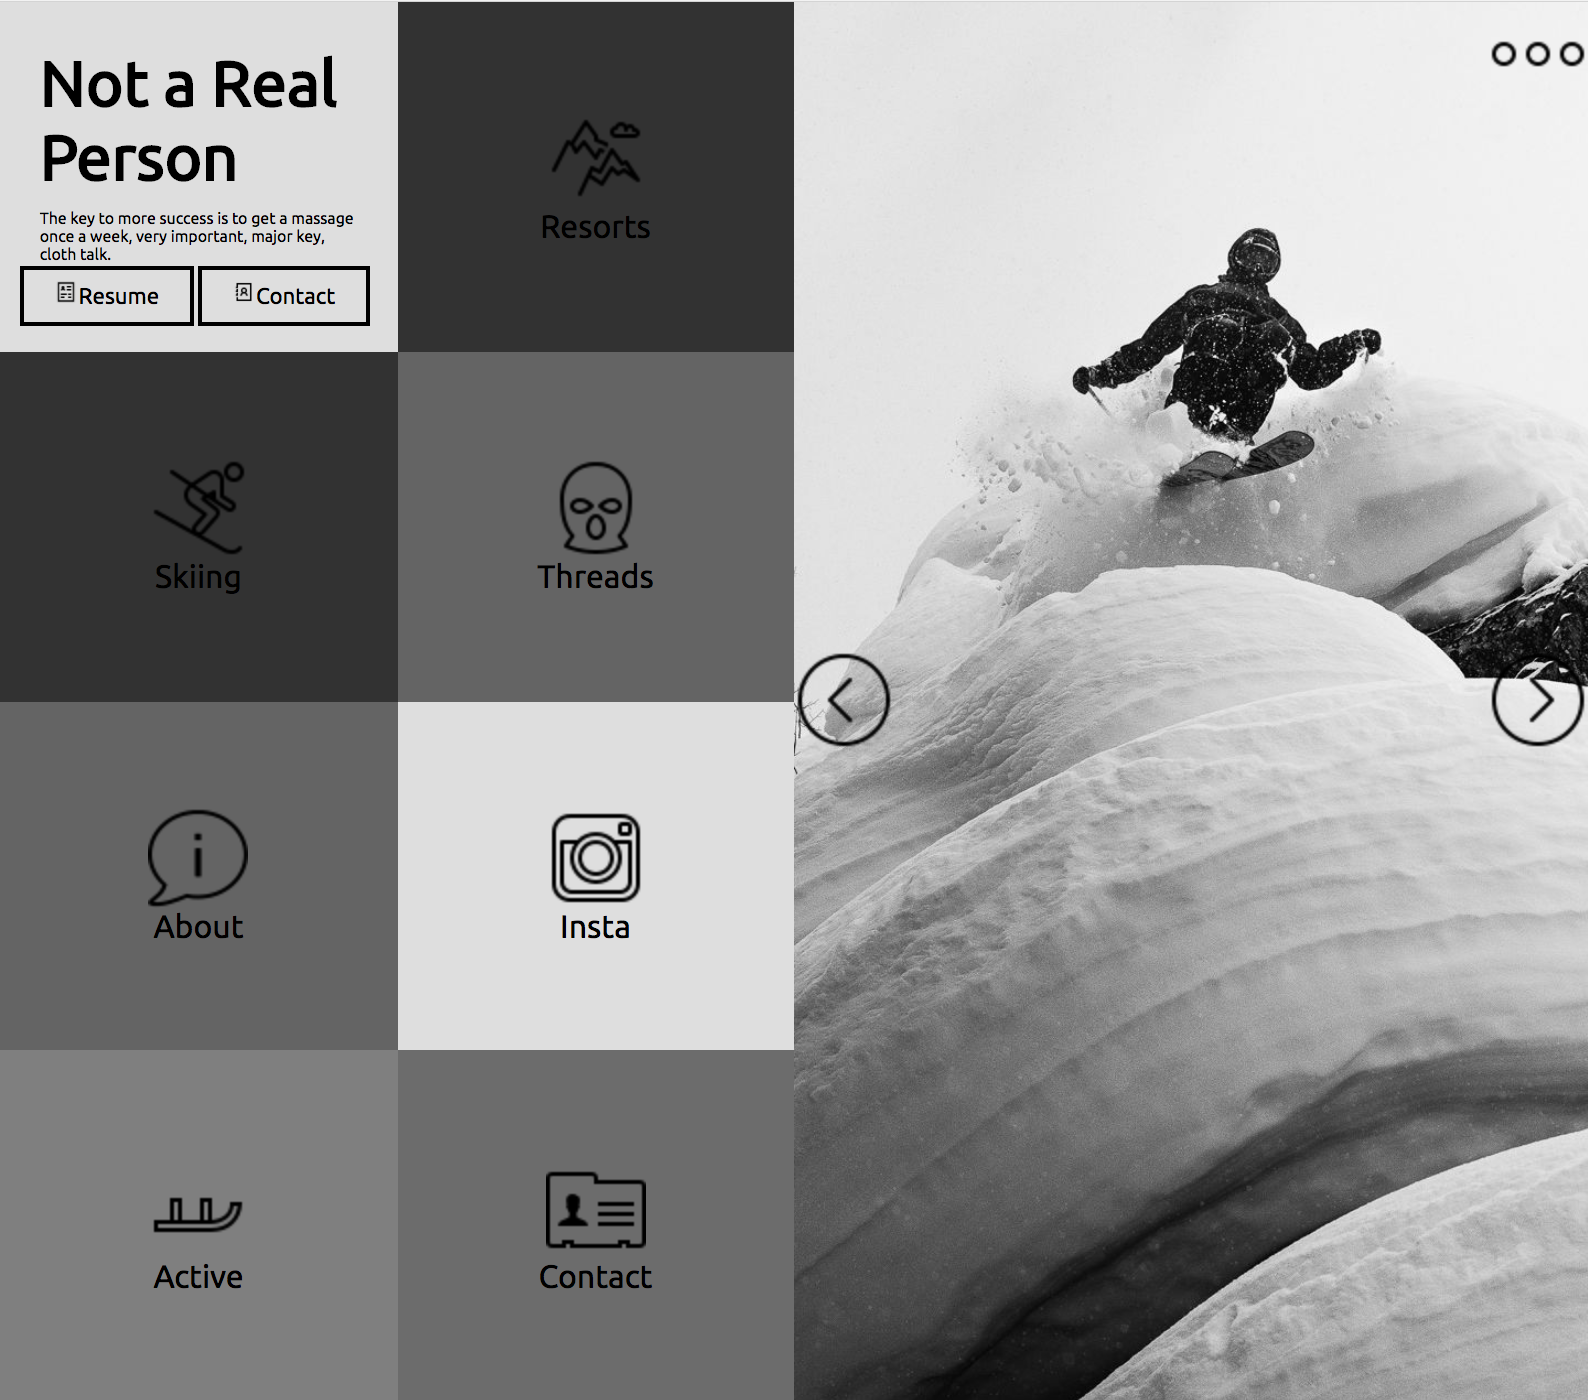 Not a Real
Person
The key to more success is to get a massage
once a week, very important, major key,
cloth talk.
Resume
Contact
Resorts
Skiing
Threads
About
Insta
Active
Contact